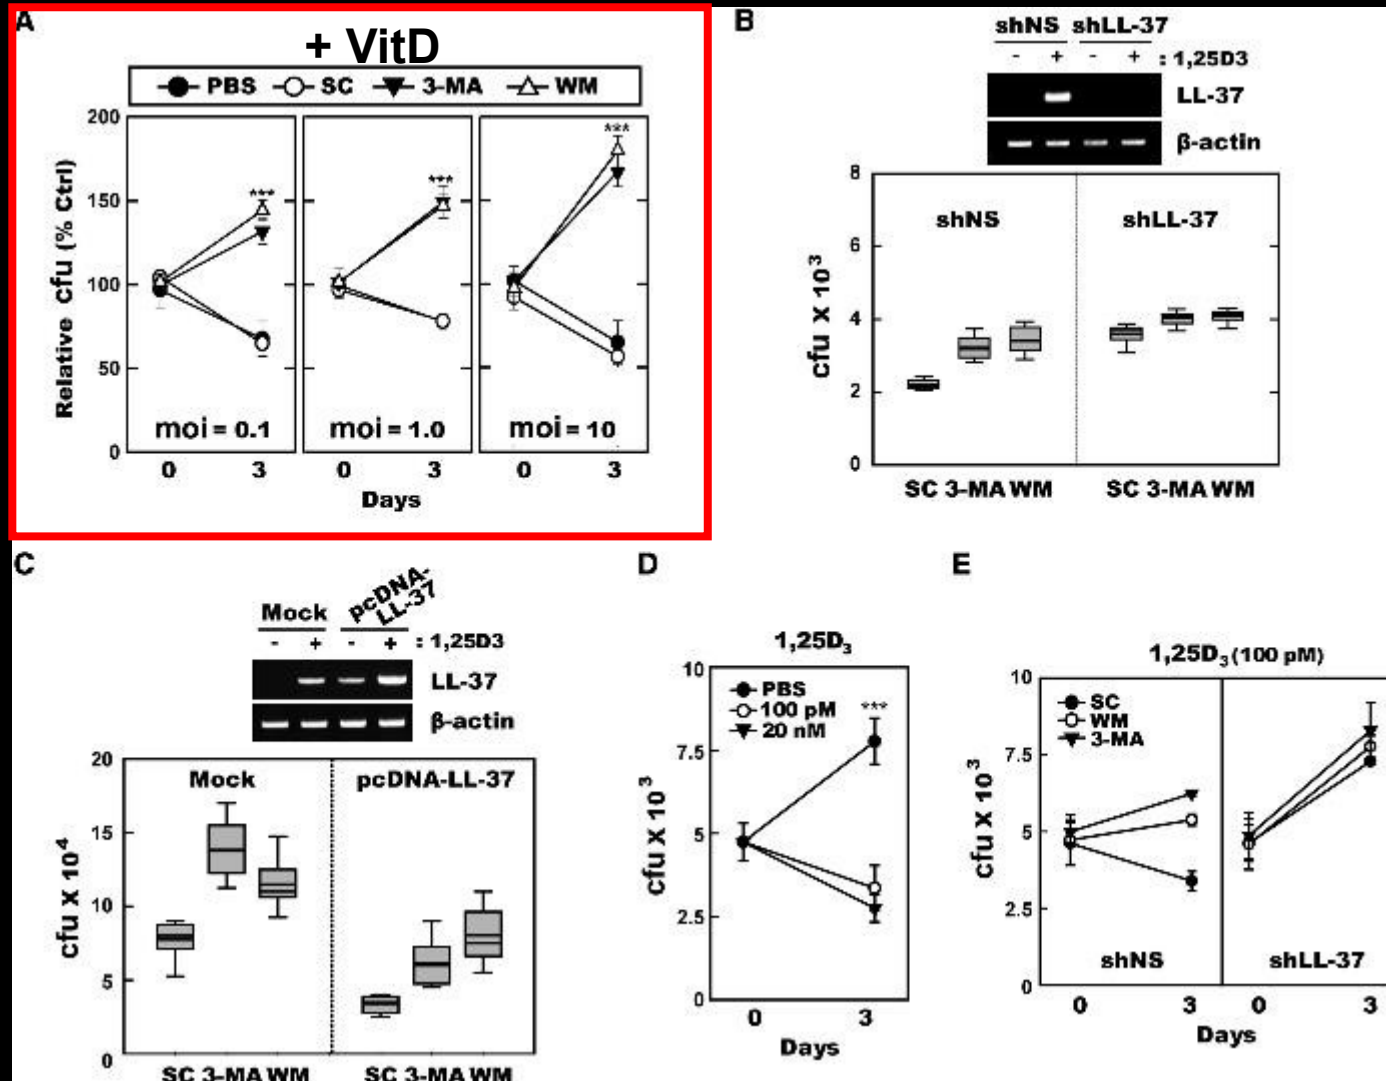 A
+ VitD
PBS SC 3-MA WM
200
150
100
50
0
Relative Cfu (% Ctrl)
***
***
***
moi = 0.1
moi = 1.0
moi = 10
0 3 0 3 0 3
Days
B
shNS shLL-37
- + - + : 1,25D3
LL-37
β-actin
8
6
4
2
0
Cfu X 10³
shNS
shLL-37
SC 3-MA WM SC 3-MA WM
C
Mock pcDNA-LL-37
- + - + : 1,25D3
LL-37
β-actin
20
15
10
5
0
Cfu X 10⁴
Mock
pcDNA-LL-37
SC 3-MA WM SC 3-MA WM
D
1,25D₃
10
7.5
5
2.5
0
Cfu X 10³
PBS
100 pM
20 nM
***
0 3
Days
E
1,25D₃ (100 pM)
10
7.5
5
2.5
0
Cfu X 10³
SC
WM
3-MA
shNS
shLL-37
0 3 0 3
Days